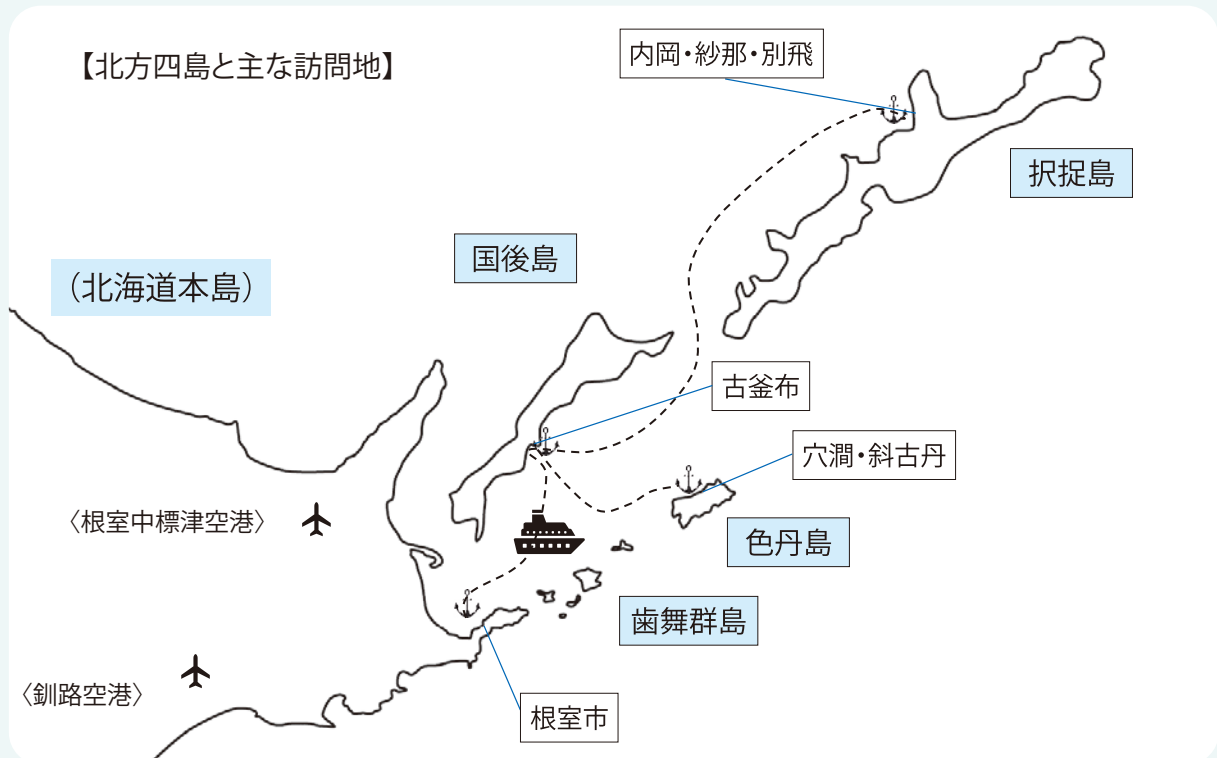 【北方四島と主な訪問地】
内岡・紗那・別飛
択捉島
国後島
（北海道本島）
古釜布
穴澗・斜古丹
〈根室中標津空港〉
色丹島
歯舞群島
〈釧路空港〉
根室市